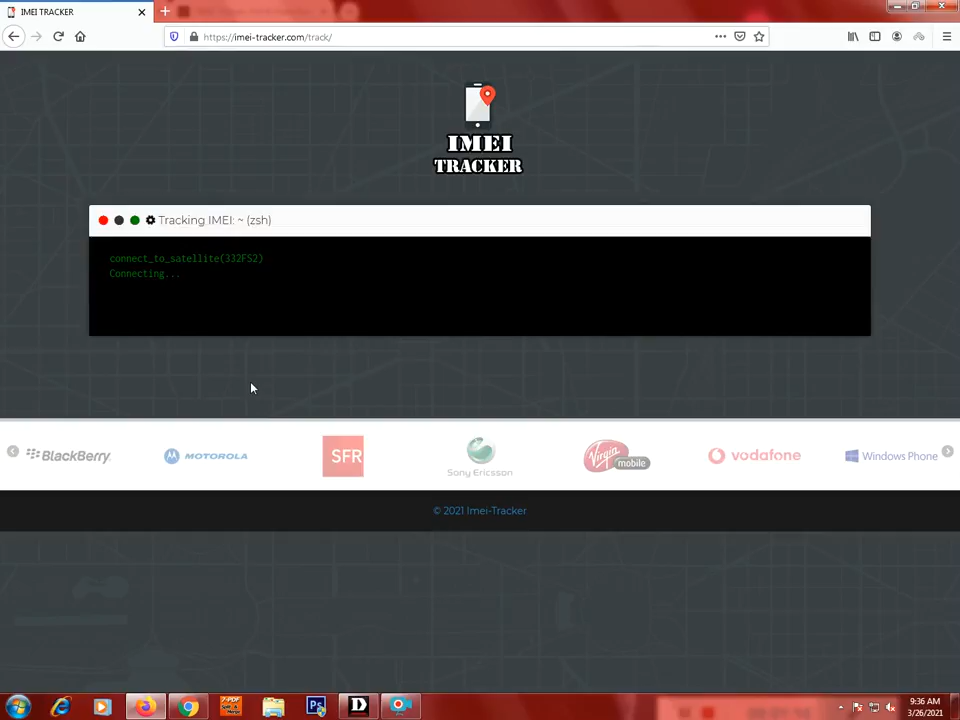 IMEI TRACKER
https://imei-tracker.com/track/
IMEI
TRACKER
Tracking IMEI: ~ (zsh)
connect_to_satellite(332FS2)
Connecting...
BlackBerry
MOTOROLA
SFR
Sony Ericsson
Virgin
mobile
vodafone
Windows Phone
© 2021 Imei-Tracker
9:36 AM
3/26/2021